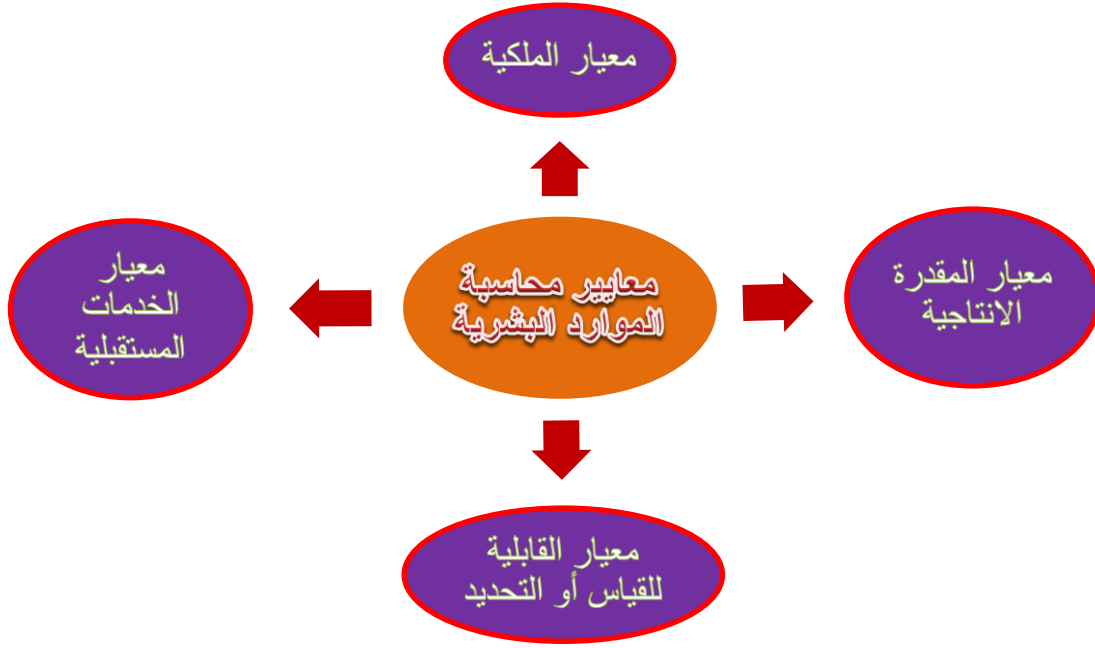 معيار الملكية
معيار المقدرة
الانتاجية
معايير محاسبة
الموارد البشرية
معيار
الخدمات
المستقبلية
معيار القابلية
للقياس أو التحديد